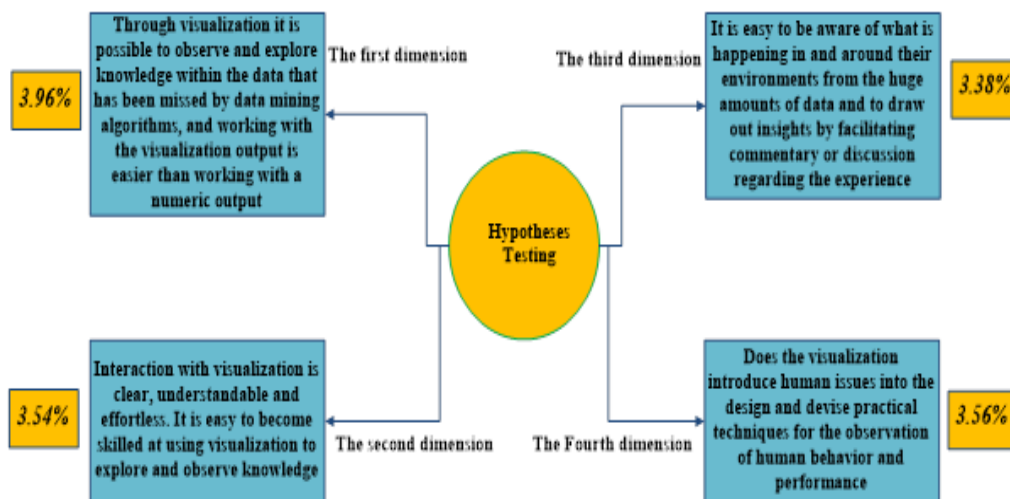 3.96%
Through visualization it is
possible to observe and explore
knowledge within the data that
has been missed by data mining
algorithms, and working with
the visualization output is
easier than working with a
numeric output
The first dimension
The third dimension
It is easy to be aware of what is
happening in and around their
environments from the huge
amounts of data and to draw
out insights by facilitating
commentary or discussion
regarding the experience
3.38%
Hypotheses
Testing
3.54%
Interaction with visualization is
clear, understandable and
effortless. It is easy to become
skilled at using visualization to
explore and observe knowledge
The second dimension
The Fourth dimension
Does the visualization
introduce human issues into the
design and devise practical
techniques for the observation
of human behavior and
performance
3.56%